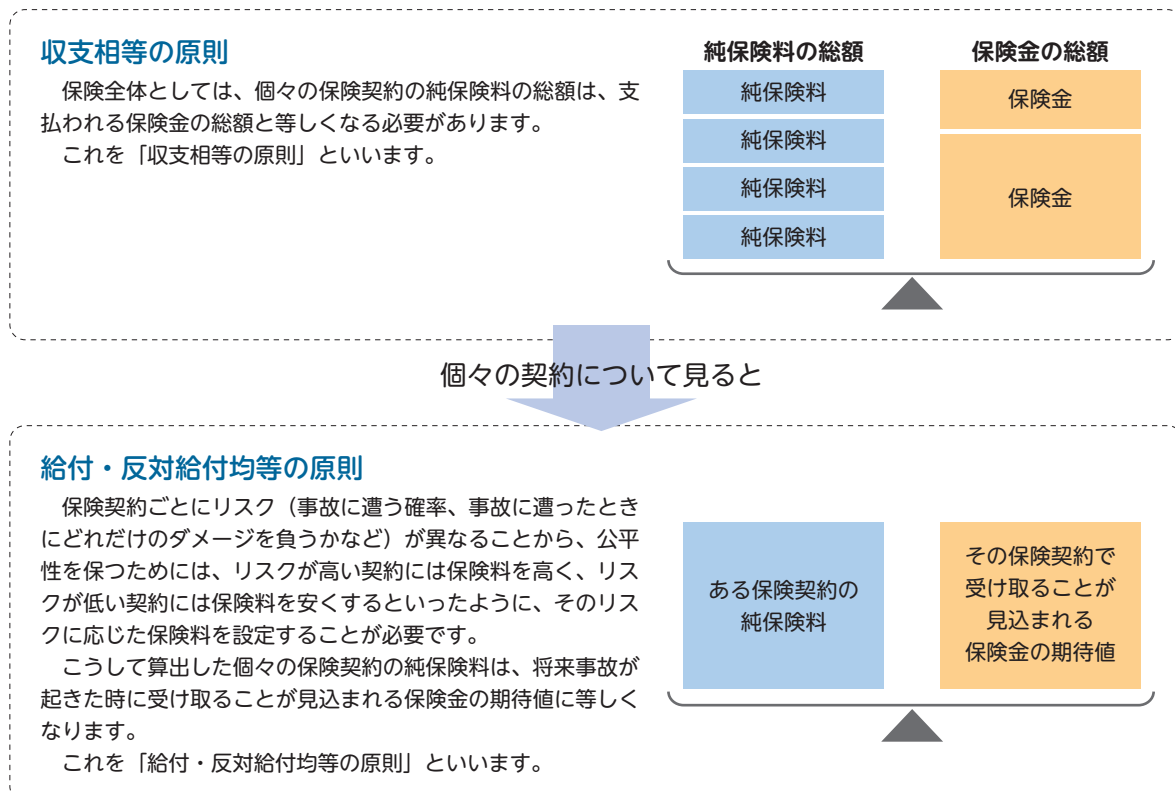 収支相等の原則
保険全体としては、個々の保険契約の純保険料の総額は、支
払われる保険金の総額と等しくなる必要があります。
これを「収支相等の原則」といいます。
純保険料の総額
純保険料
純保険料
純保険料
純保険料
保険金の総額
保険金
保険金
個々の契約について見ると
給付・反対給付均等の原則
保険契約ごとにリスク（事故に遭う確率、事故に遭ったとき
にどれだけのダメージを負うかなど）が異なることから、公平
性を保つためには、リスクが高い契約には保険料を高く、リス
クが低い契約には保険料を安くするといったように、そのリス
クに応じた保険料を設定することが必要です。
こうして算出した個々の保険契約の純保険料は、将来事故が
起きた時に受け取ることが見込まれる保険金の期待値に等しく
なります。
これを「給付・反対給付均等の原則」といいます。
ある保険契約の
純保険料
その保険契約で
受け取ることが
見込まれる
保険金の期待値